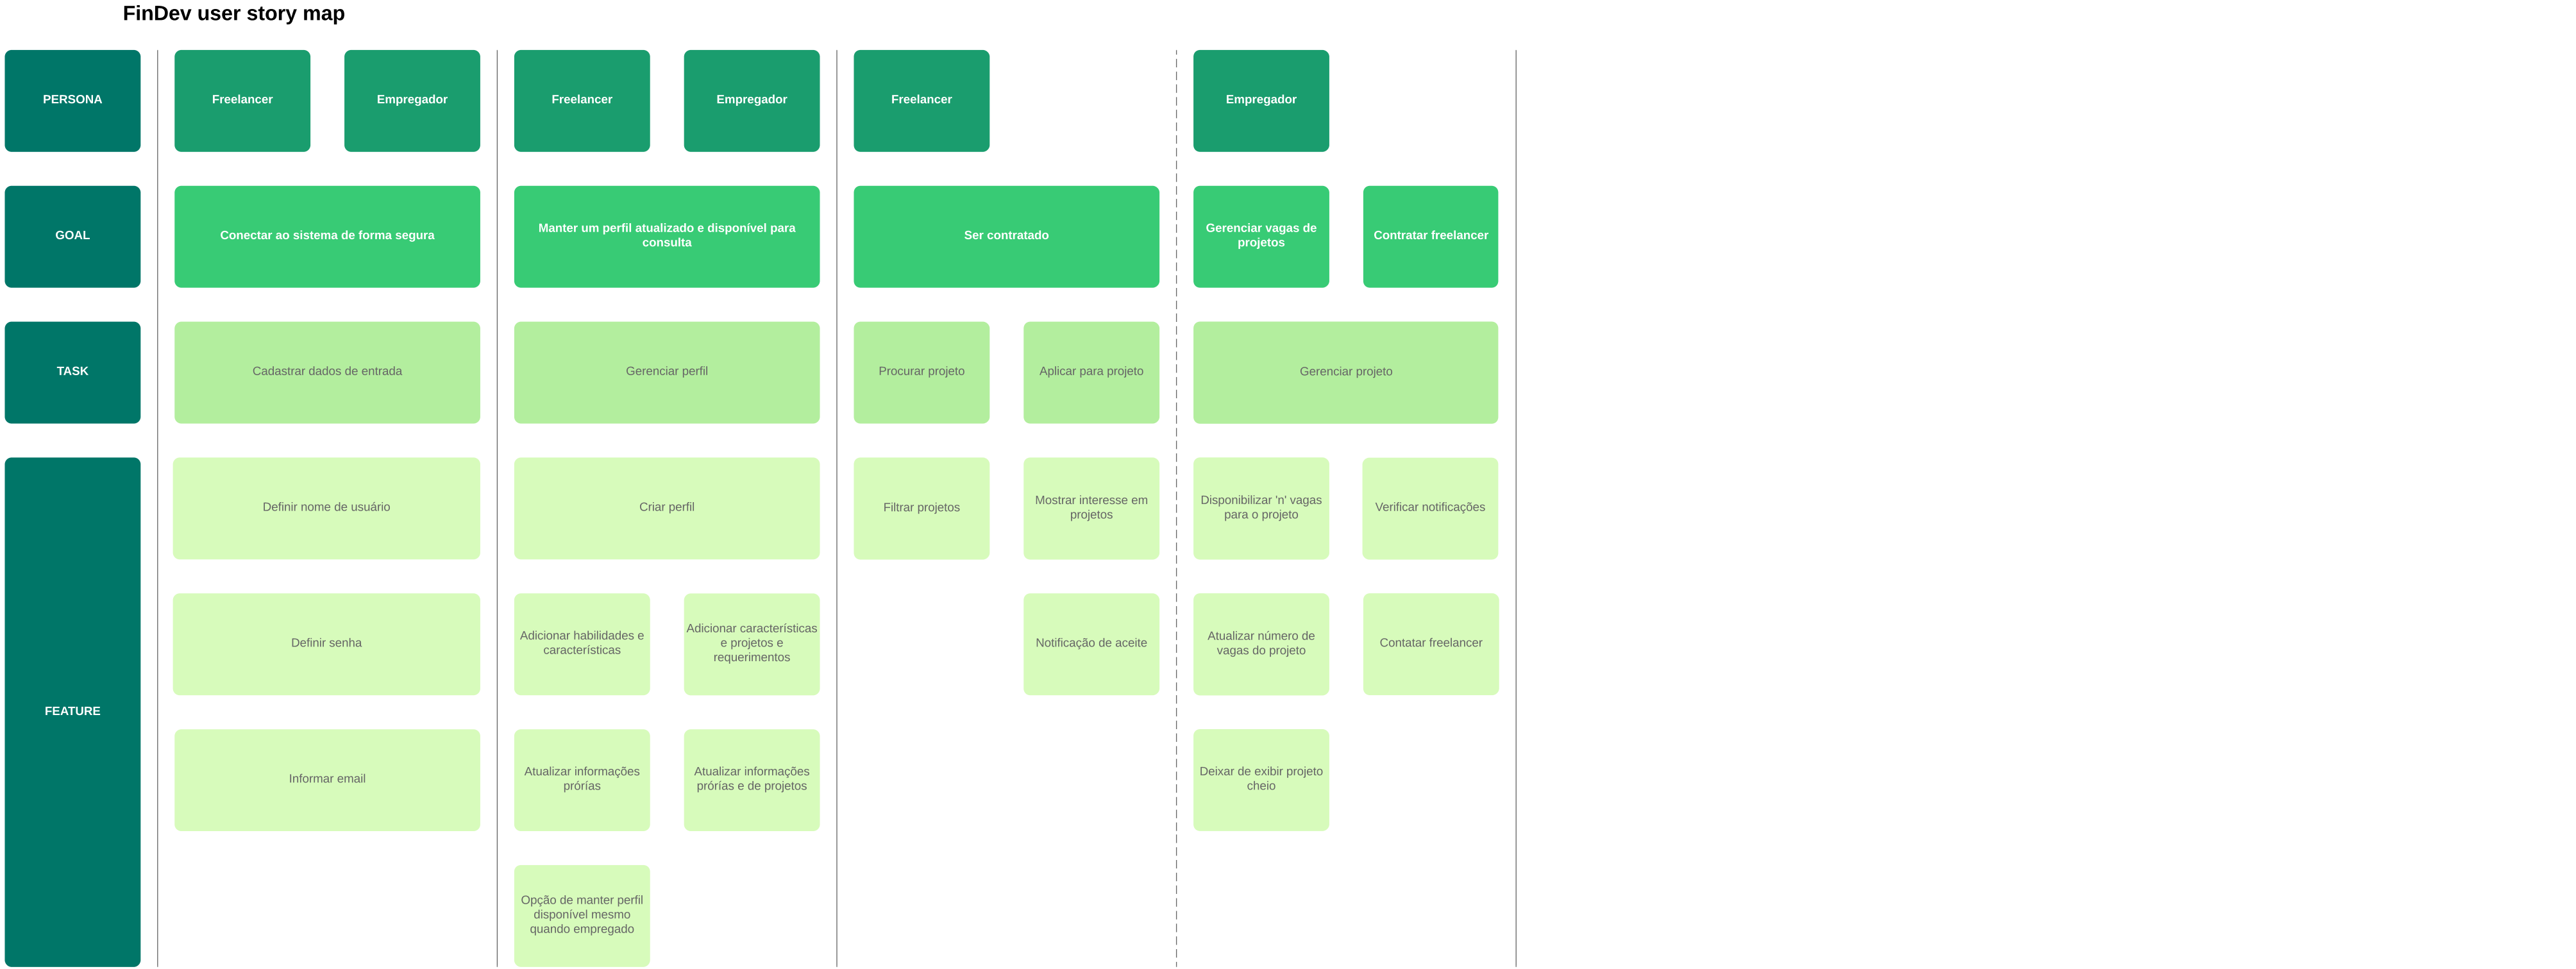 FinDev user story map
PERSONA
Freelancer
Empregador
Freelancer
Empregador
Freelancer
Empregador
GOAL
Conectar ao sistema de forma segura
Manter um perfil atualizado e disponível para
consulta
Ser contratado
Gerenciar vagas de
projetos
Contratar freelancer
TASK
Cadastrar dados de entrada
Gerenciar perfil
Procurar projeto
Aplicar para projeto
Gerenciar projeto
FEATURE
Definir nome de usuário
Criar perfil
Filtrar projetos
Mostrar interesse em
projetos
Disponibilizar 'n' vagas
para o projeto
Verificar notificações
Definir senha
Adicionar habilidades e
características
Adicionar características
e projetos e
requerimentos
Notificação de aceite
Atualizar número de
vagas do projeto
Contatar freelancer
Informar email
Atualizar informações
prórías
Atualizar informações
prórías e de projetos
Deixar de exibir projeto
cheio
Opção de manter perfil
disponível mesmo
quando empregado